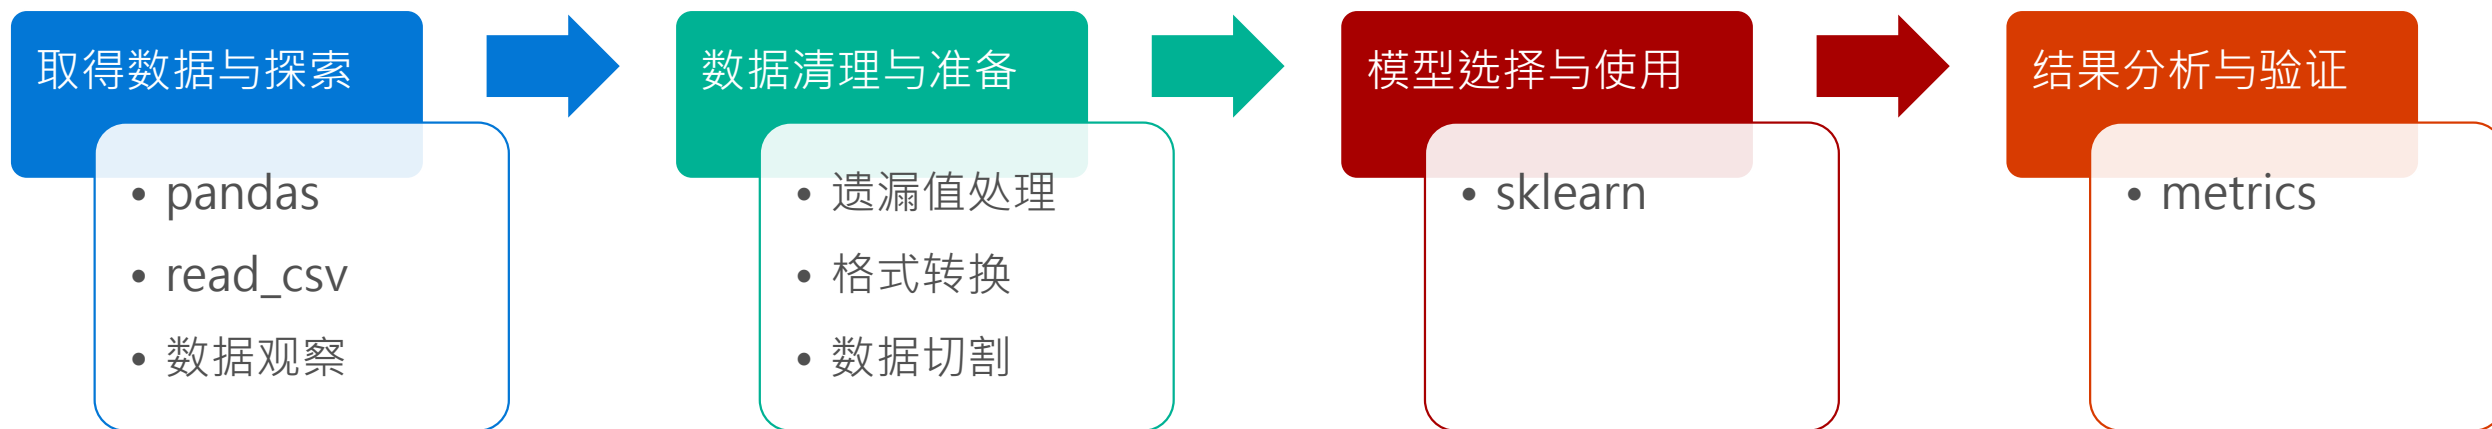 取得数据与探索
• pandas
• read_csv
• 数据观察
数据清理与准备
• 遗漏值处理
• 格式转换
• 数据切割
模型选择与使用
• sklearn
结果分析与验证
• metrics